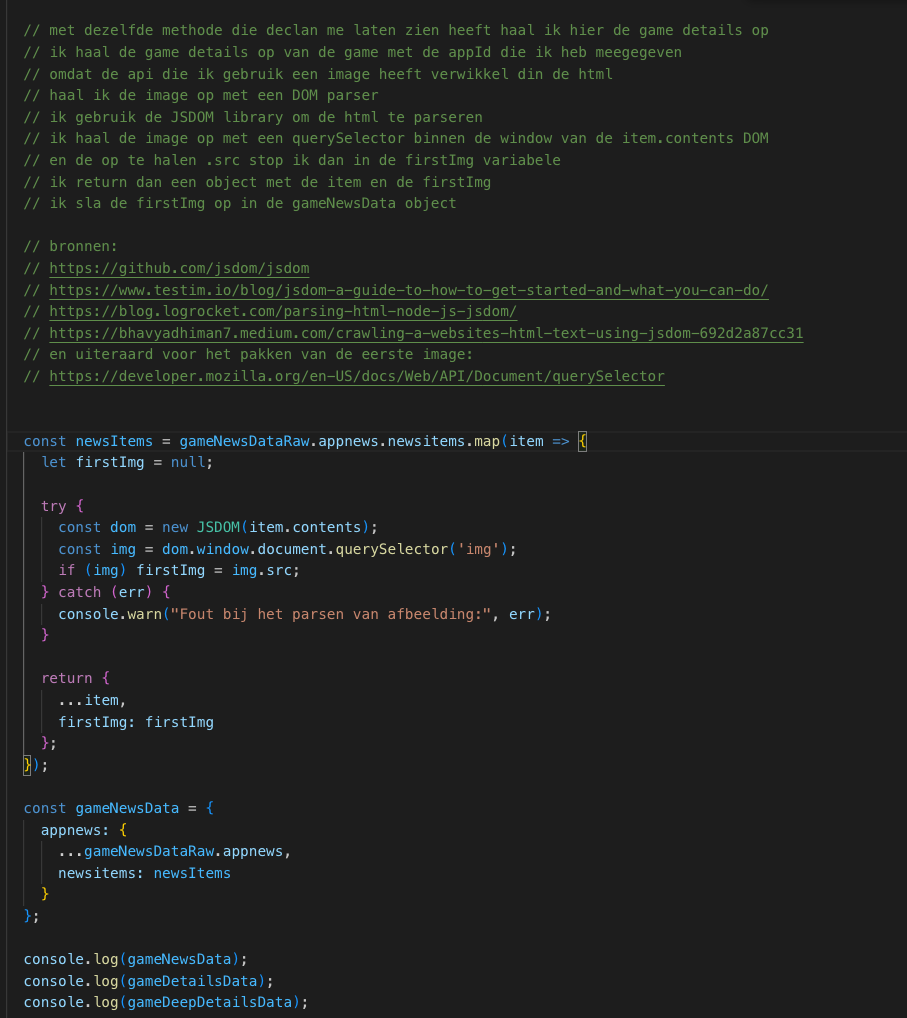 // met dezelfde methode die declan me laten zien heeft haal ik hier de game details op
// ik haal de game details op van de game met de appId die ik heb meegegeven
// omdat de api die ik gebruik een image heeft verwikkel din de html
// haal ik de image op met een DOM parser
// ik gebruik de JSDOM library om de html te parseren
// ik haal de image op met een querySelector binnen de window van de item.contents DOM
// en de op te halen .src stop ik dan in de firstImg variabele
// ik return dan een object met de item en de firstImg
// ik sla de firstImg op in de gameNewsData object
// bronnen:
// https://github.com/jsdom/jsdom
// https://www.testim.io/blog/jsdom-a-guide-to-how-to-get-started-and-what-you-can-do/
// https://blog.logrocket.com/parsing-html-node-js-jsdom/
// https://bhavyadhiman7.medium.com/crawling-a-websites-html-text-using-jsdom-692d2a87cc31
// en uiteraard voor het pakken van de eerste image:
// https://developer.mozilla.org/en-US/docs/Web/API/Document/querySelector
const newsItems = gameNewsDataRaw.appnews.newsitems.map(item => {
let firstImg = null;
try {
const dom = new JSDOM(item.contents);
const img = dom.window.document.querySelector('img');
if (img) firstImg = img.src;
} catch (err) {
console.warn("Fout bij het parsen van afbeelding:", err);
}
return {
...item,
firstImg: firstImg
};
});
const gameNewsData = {
appnews: {
...gameNewsDataRaw.appnews,
newsitems: newsItems
}
};
console.log(gameNewsData);
console.log(gameDetailsData);
console.log(gameDeepDetailsData);